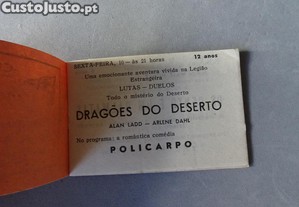 CustoJusto.pt
SEXTA-FEIRA, às 21 horas 12 anos
Uma emocionante aventura vivida na Legião
Estrangeira
LUTAS — DUELOS
Todo o mistério do Deserto
DRAGÕES DO DESERTO
ALAN LADD — ARLENE DAHL
No programa: a romântica comédia
POLICARPO